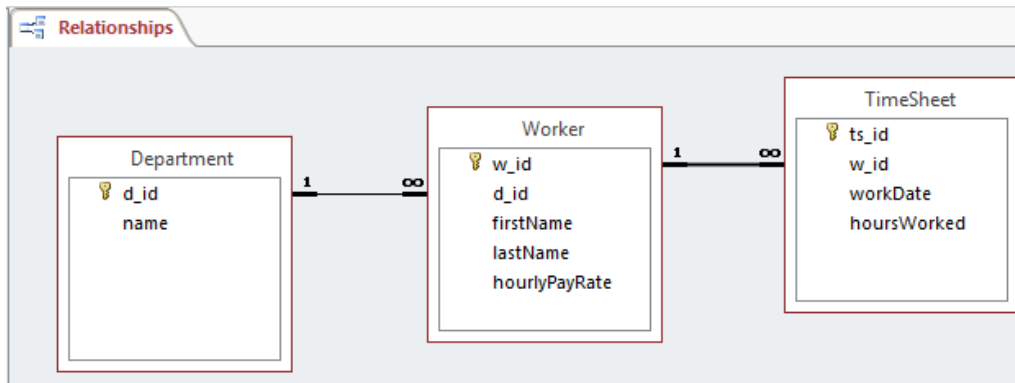 Relationships
Department
d_id
name
1
∞
Worker
w_id
d_id
firstName
lastName
hourlyPayRate
1
∞
TimeSheet
ts_id
w_id
workDate
hoursWorked